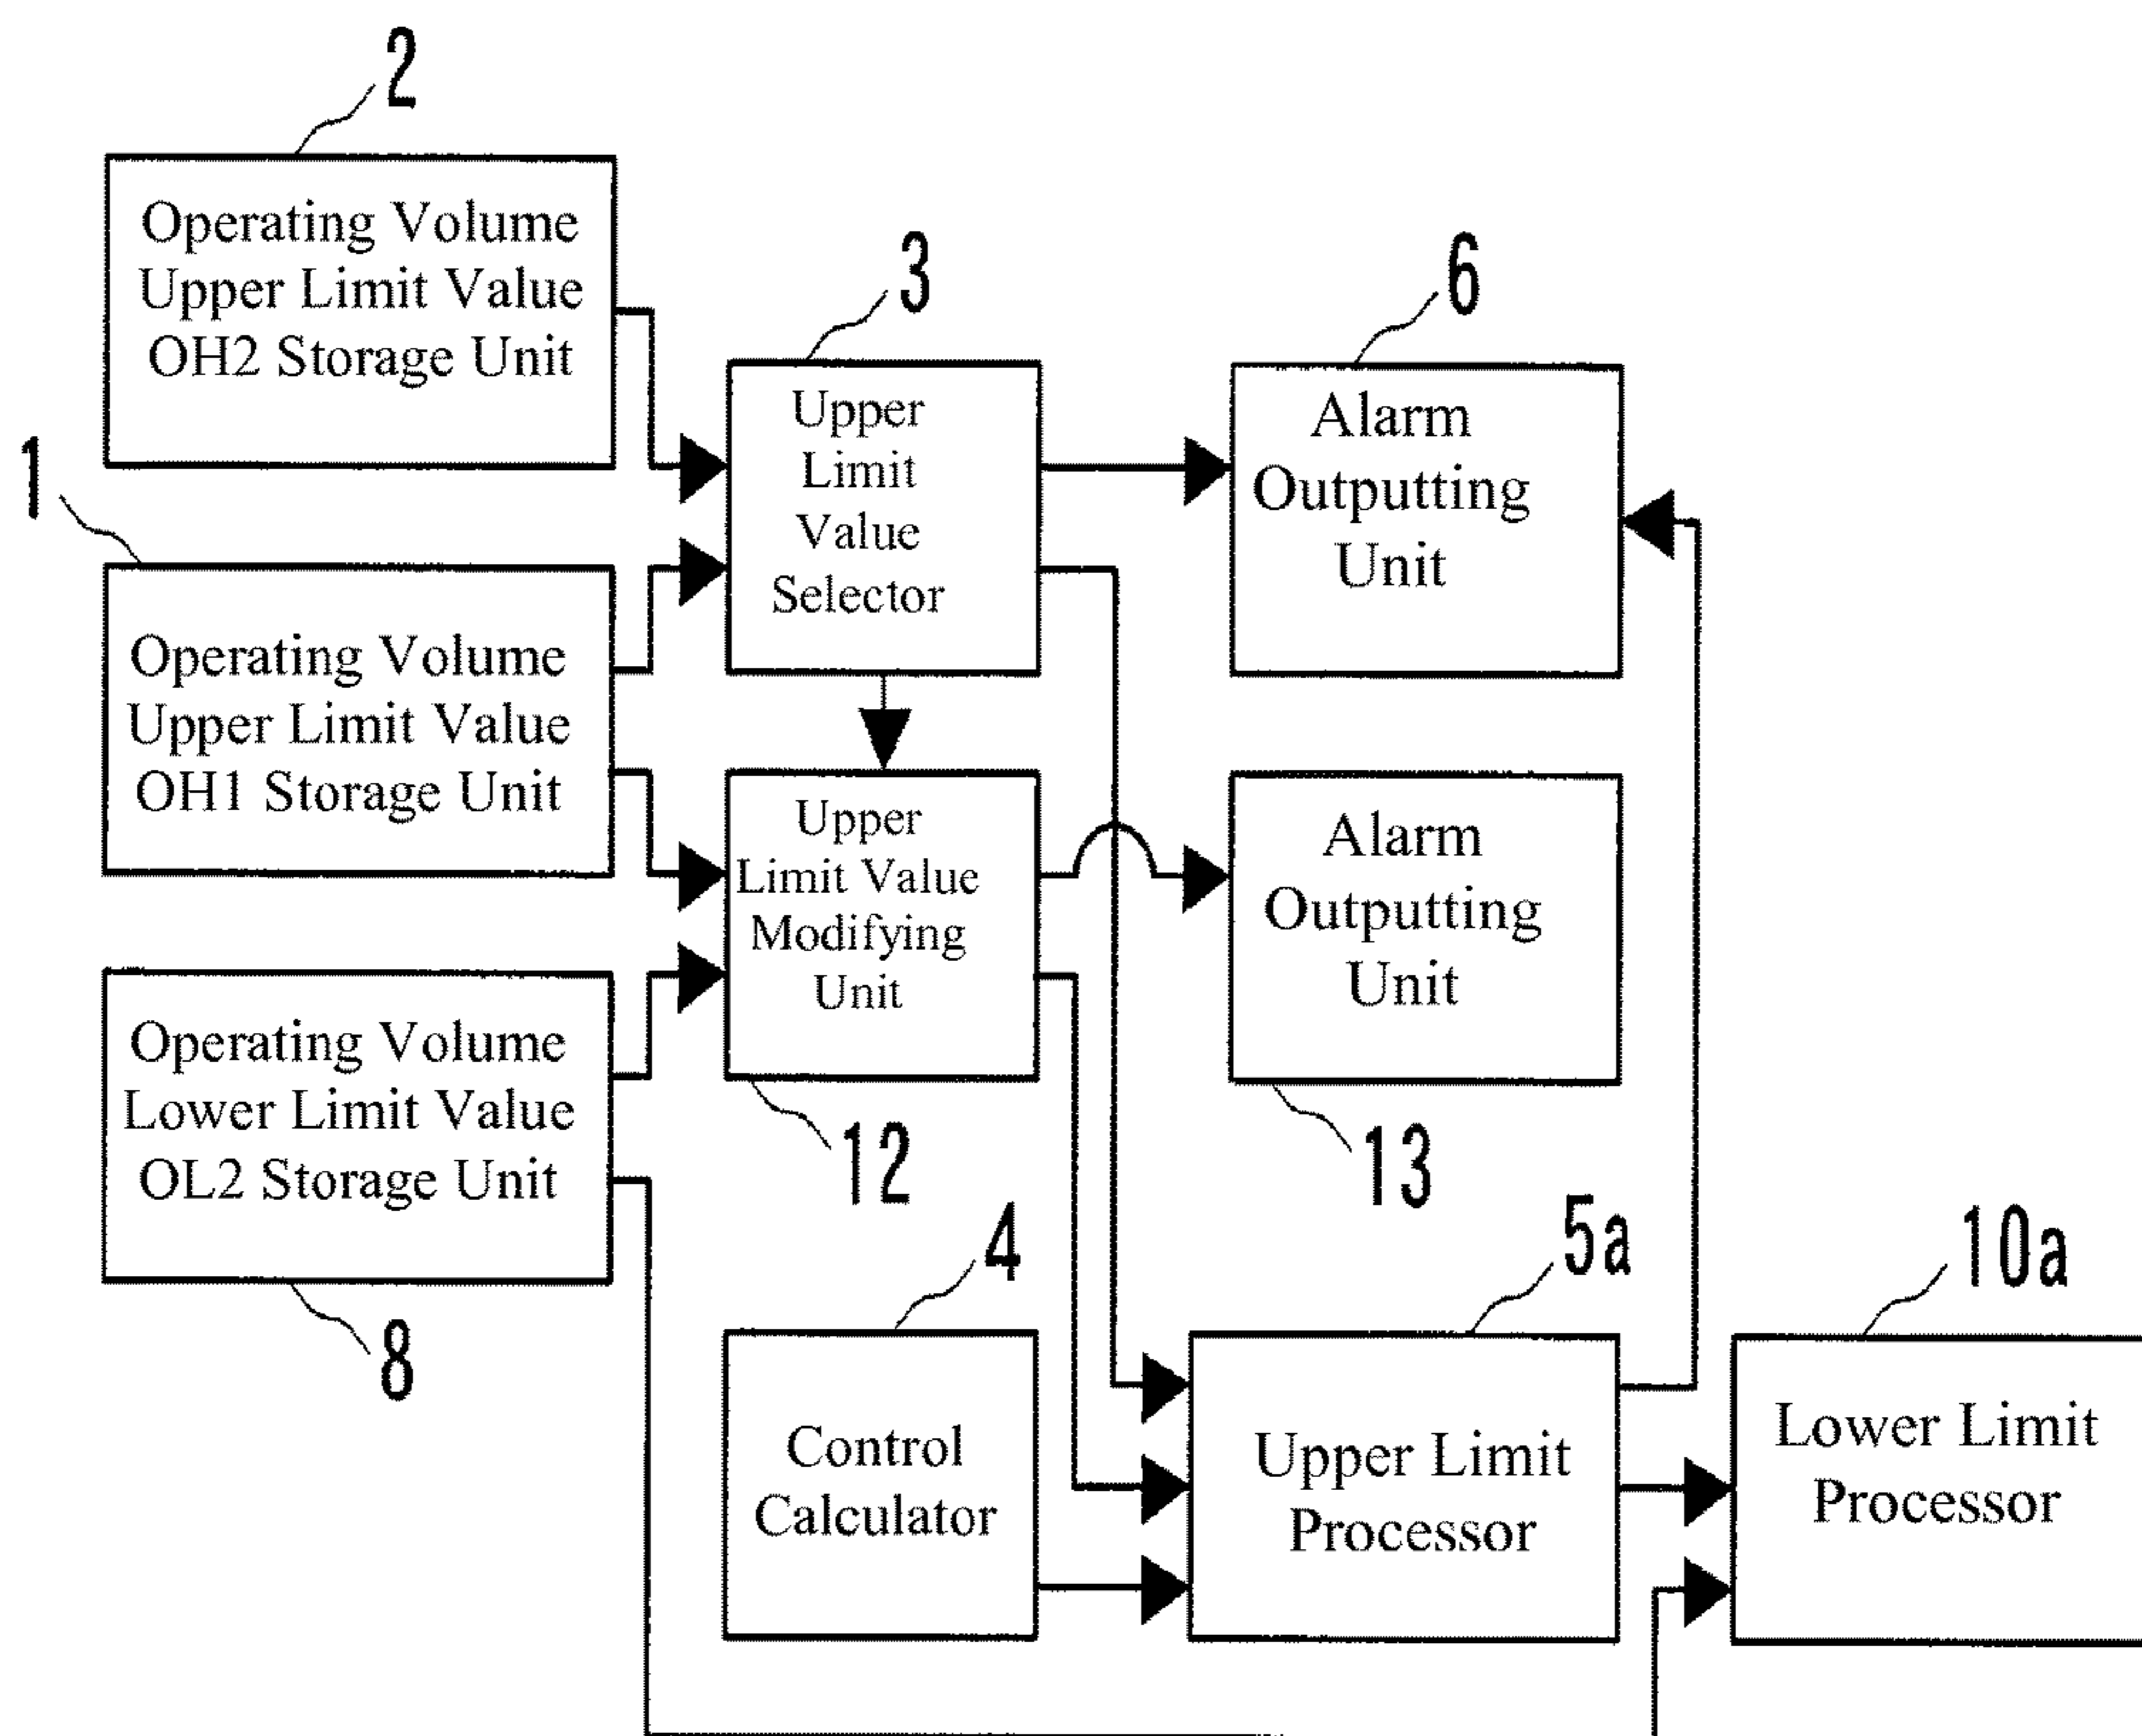 2
Operating Volume
Upper Limit Value
OH2 Storage Unit
1
Operating Volume
Upper Limit Value
OH1 Storage Unit
Operating Volume
Lower Limit Value
OL2 Storage Unit
8
3
Upper
Limit
Value
Selector
Upper
Limit Value
Modifying
Unit
12
6
Alarm
Outputting
Unit
Alarm
Outputting
Unit
13
4
Control
Calculator
5a
Upper Limit
Processor
10a
Lower Limit
Processor